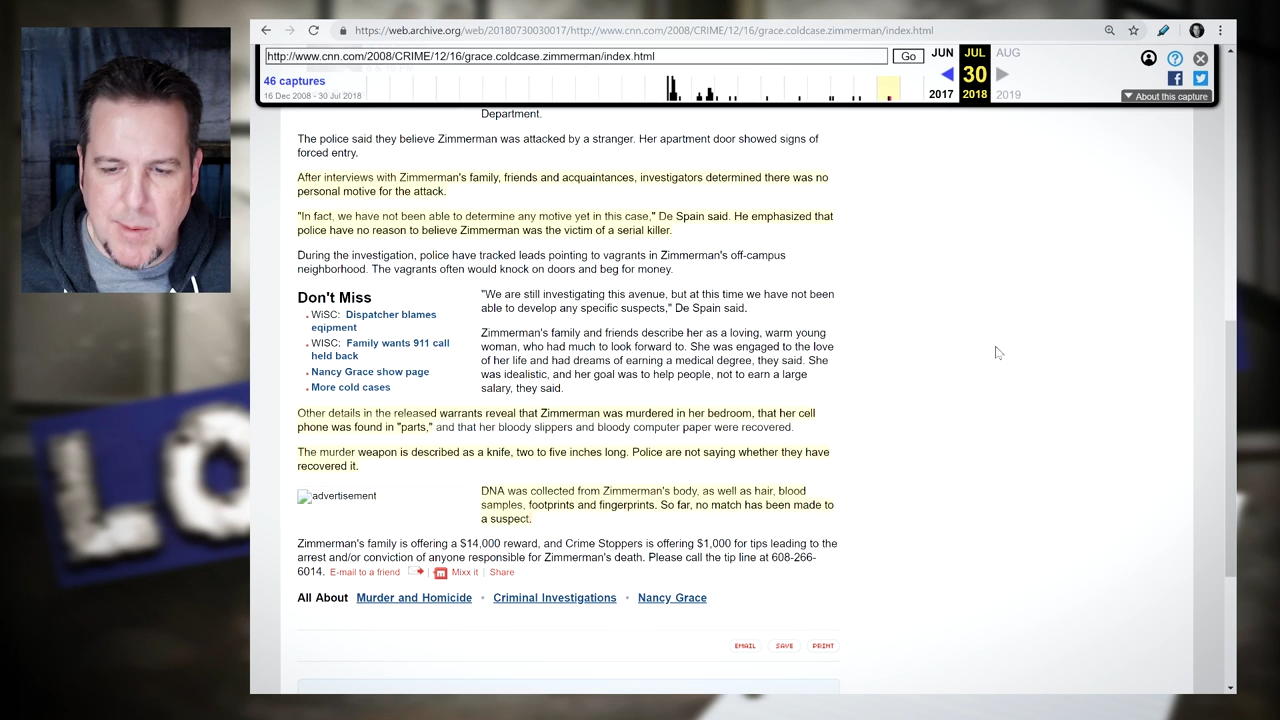 https://web.archive.org/web/20180730030017/http://www.cnn.com/2008/CRIME/12/16/grace.coldcase.zimmerman/index.html
http://www.cnn.com/2008/CRIME/12/16/grace.coldcase.zimmerman/index.html
Go
JUN
JUL
AUG
46 captures
30
16 Dec 2008 - 30 Jul 2018
2017
2018
2019
About this capture
Department.
The police said they believe Zimmerman was attacked by a stranger. Her apartment door showed signs of
forced entry.
After interviews with Zimmerman's family, friends and acquaintances, investigators determined there was no
personal motive for the attack.
"In fact, we have not been able to determine any motive yet in this case," De Spain said. He emphasized that
police have no reason to believe Zimmerman was the victim of a serial killer.
During the investigation, police have tracked leads pointing to vagrants in Zimmerman's off-campus
neighborhood. The vagrants often would knock on doors and beg for money.
Don't Miss
WISC: Dispatcher blames
eqipment
WISC: Family wants 911 call
held back
Nancy Grace show page
More cold cases
"We are still investigating this avenue, but at this time we have not been
able to develop any specific suspects," De Spain said.
Zimmerman's family and friends describe her as a loving, warm young
woman, who had much to look forward to. She was engaged to the love
of her life and had dreams of earning a medical degree, they said. She
was idealistic, and her goal was to help people, not to earn a large
salary, they said.
Other details in the released warrants reveal that Zimmerman was murdered in her bedroom, that her cell
phone was found in "parts," and that her bloody slippers and bloody computer paper were recovered.
The murder weapon is described as a knife, two to five inches long. Police are not saying whether they have
recovered it.
advertisement
DNA was collected from Zimmerman's body, as well as hair, blood
samples, footprints and fingerprints. So far, no match has been made to
a suspect.
Zimmerman's family is offering a $14,000 reward, and Crime Stoppers is offering $1,000 for tips leading to the
arrest and/or conviction of anyone responsible for Zimmerman's death. Please call the tip line at 608-266-
6014. E-mail to a friend | m Mixx it | Share
All About Murder and Homicide • Criminal Investigations • Nancy Grace
EMAIL SAVE PRINT
LO